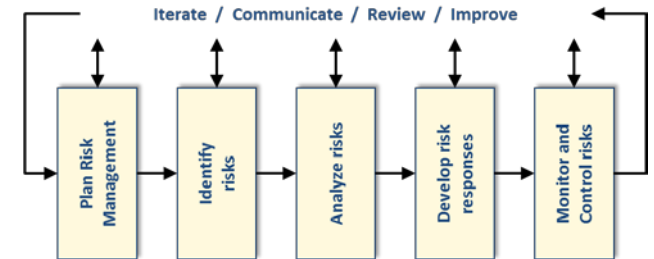 Iterate / Communicate / Review / Improve
Plan Risk
Management
Identify
risks
Analyze risks
Develop risk
responses
Monitor and
Control risks